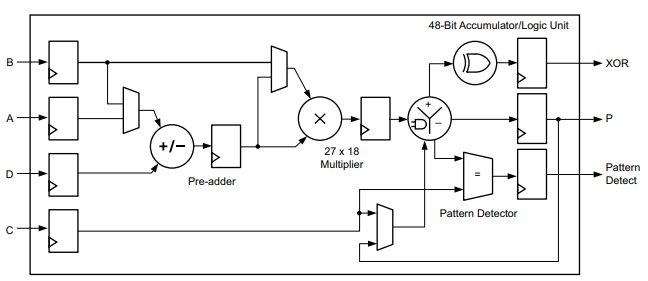 48-Bit Accumulator/Logic Unit
B
XOR
A
+/−
×
+
−
P
27 x 18
Multiplier
D
Pre-adder
=
Pattern
Detect
Pattern Detector
C